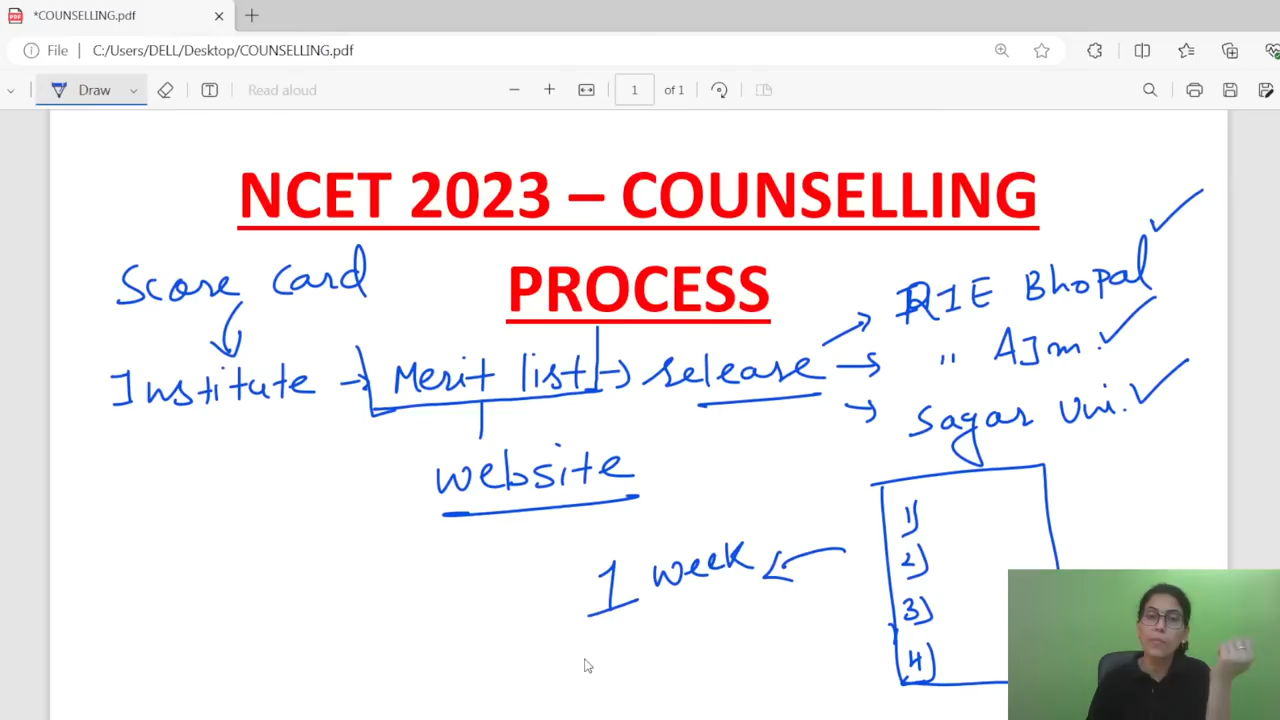 *COUNSELLING.pdf
File C:/Users/DELL/Desktop/COUNSELLING.pdf
Draw Read aloud 1 of 1
NCET 2023 – COUNSELLING
PROCESS
Score Card
Institute → Merit list → release
website
RIE Bhopal ✓
" Ajm. ✓
Sagar Uni. ✓
1 week
1)
2)
3)
4)